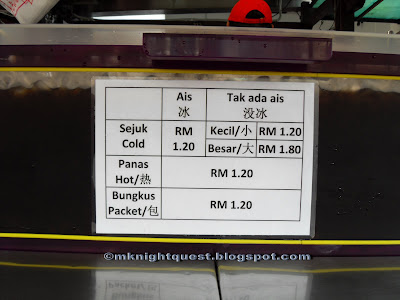 Ais Tak ada ais
冰 没冰
Sejuk RM Kecil/小 RM 1.20
Cold 1.20 Besar/大 RM 1.80
Panas
Hot/热 RM 1.20
Bungkus
Packet/包 RM 1.20
©mknightquest.blogspot.com